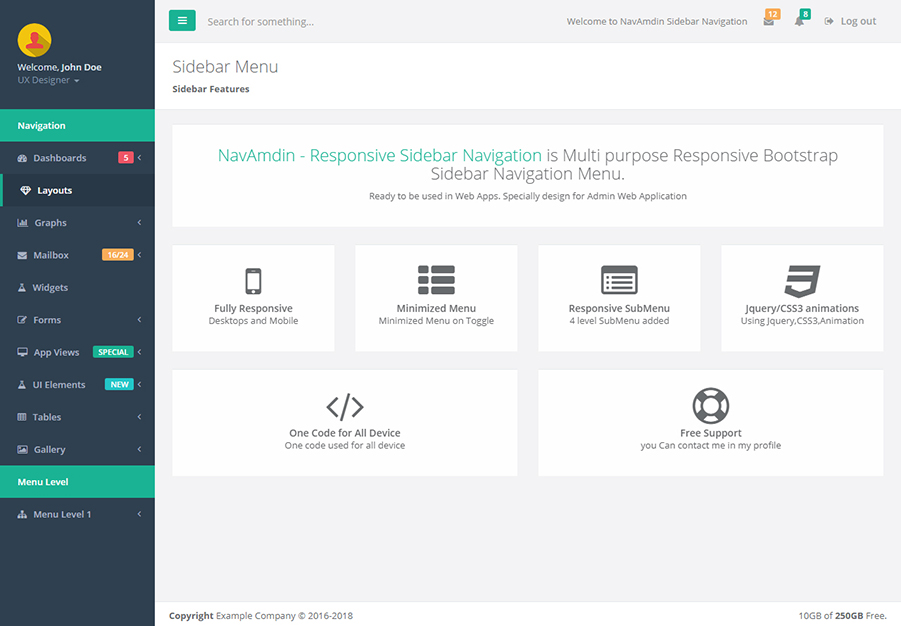 Welcome, John Doe
UX Designer
Navigation
Dashboards 5
Layouts
Graphs
Mailbox 16/24
Widgets
Forms
App Views SPECIAL
UI Elements NEW
Tables
Gallery
Menu Level
Menu Level 1
Search for something...
Welcome to NavAmdin Sidebar Navigation 12 8 Log out
Sidebar Menu
Sidebar Features
NavAmdin - Responsive Sidebar Navigation is Multi purpose Responsive Bootstrap
Sidebar Navigation Menu.
Ready to be used in Web Apps. Specially design for Admin Web Application
Fully Responsive
Desktops and Mobile
Minimized Menu
Minimized Menu on Toggle
Responsive SubMenu
4 level SubMenu added
Jquery/CSS3 animations
Using Jquery,CSS3,Animation
One Code for All Device
One code used for all device
Free Support
you Can contact me in my profile
Copyright Example Company © 2016-2018
10GB of 250GB Free.